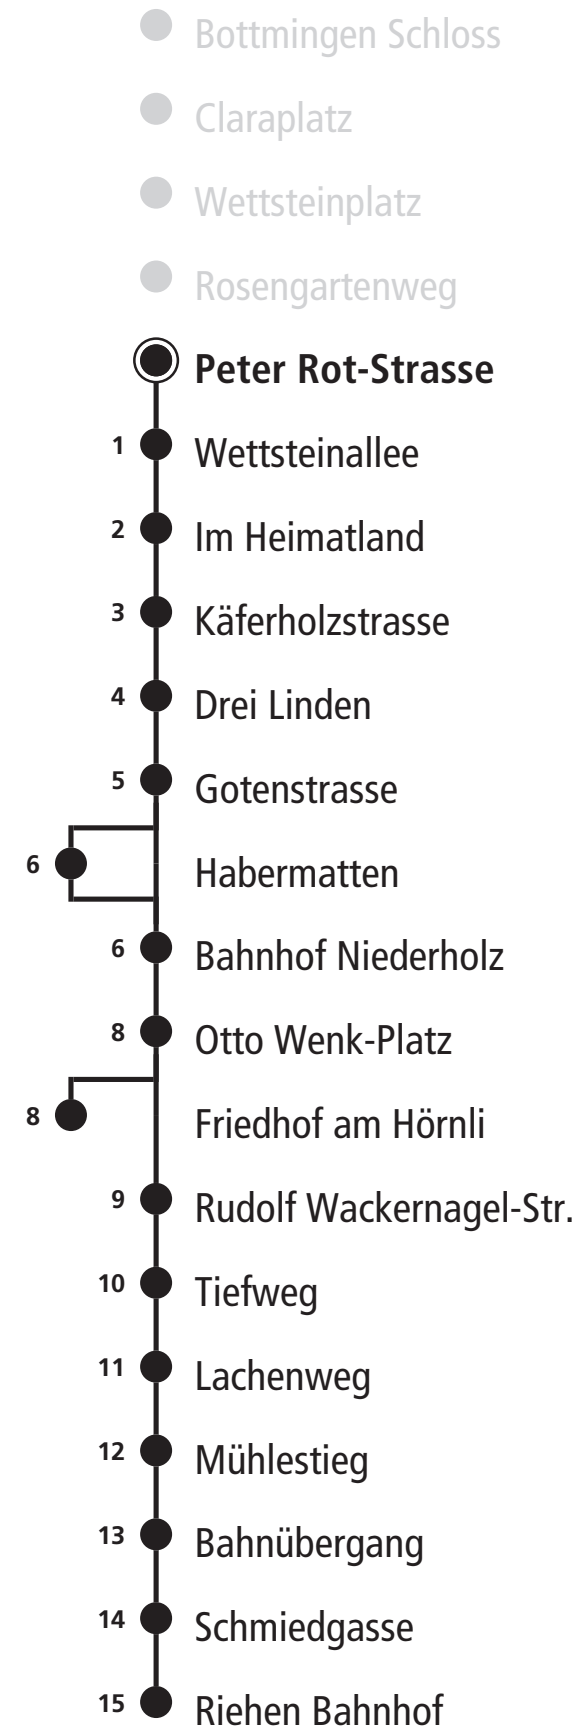 Bottmingen Schloss
Claraplatz
Wettsteinplatz
Rosengartenweg
Peter Rot-Strasse
1 Wettsteinallee
2 Im Heimatland
3 Käferholzstrasse
4 Drei Linden
5 Gotenstrasse
6 Habermatten
6 Bahnhof Niederholz
8 Otto Wenk-Platz
8 Friedhof am Hörnli
9 Rudolf Wackernagel-Str.
10 Tiefweg
11 Lachenweg
12 Mühlestieg
13 Bahnübergang
14 Schmiedgasse
15 Riehen Bahnhof